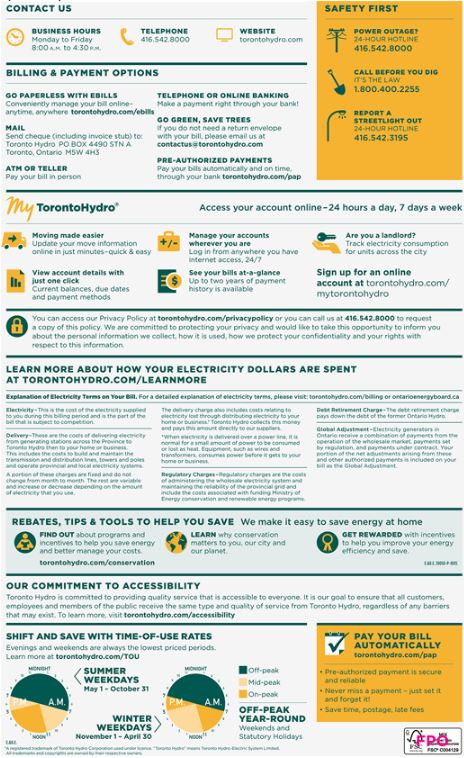 CONTACT US
BUSINESS HOURS
Monday to Friday
8:00 A.M. to 4:30 P.M.
TELEPHONE
416.542.8000
WEBSITE
torontohydro.com
BILLING & PAYMENT OPTIONS
GO PAPERLESS WITH EBILLS
Conveniently manage your bill online–
anytime, anywhere torontohydro.com/ebills
MAIL
Send cheque (including invoice stub) to:
Toronto Hydro PO BOX 4490 STN A
Toronto, Ontario M5W 4H3
ATM OR TELLER
Pay your bill in person
TELEPHONE OR ONLINE BANKING
Make a payment right through your bank!
GO GREEN, SAVE TREES
If you do not need a return envelope
with your bill, please email us at
contactus@torontohydro.com
PRE-AUTHORIZED PAYMENTS
Pay your bills automatically and on time,
through your bank torontohydro.com/pap
SAFETY FIRST
POWER OUTAGE?
24-HOUR HOTLINE
416.542.8000
CALL BEFORE YOU DIG
IT'S THE LAW
1.800.400.2255
REPORT A
STREETLIGHT OUT
24-HOUR HOTLINE
416.542.3195
My TorontoHydro®
Access your account online–24 hours a day, 7 days a week
Moving made easier
Update your move information
online in just minutes–quick & easy
Manage your accounts
wherever you are
Log in from anywhere you have
internet access, 24/7
Are you a landlord?
Track electricity consumption
for units across the city
View account details with
just one click
Current balances, due dates
and payment methods
See your bills at-a-glance
Up to two years of payment
history is available
Sign up for an online
account at torontohydro.com/
mytorontohydro
You can access our Privacy Policy at torontohydro.com/privacypolicy or you can call us at 416.542.8000 to request
a copy of this policy. We are committed to protecting your privacy and would like to take this opportunity to inform you
about the personal information we collect, how it is used, how we protect your confidentiality and your rights with
respect to this information.
LEARN MORE ABOUT HOW YOUR ELECTRICITY DOLLARS ARE SPENT
AT TORONTOHYDRO.COM/LEARNMORE
Explanation of Electricity Terms on Your Bill. For a detailed explanation of electricity terms, please visit: torontohydro.com/billing or ontarioenergyboard.ca
Electricity–This is the cost of the electricity supplied
to you during this billing period and is the part of the
bill that is subject to competition.
Delivery–These are the costs of delivering electricity
from generating stations across the Province to
Toronto Hydro then to your home or business.
This includes the costs to build and maintain the
transmission and distribution lines, towers and poles
and operate provincial and local electricity systems.
A portion of these charges are fixed and do not
change from month to month. The rest are variable
and increase or decrease depending on the amount
of electricity that you use.
The delivery charge also includes costs relating to
electricity lost through distributing electricity to your
home or business.* Toronto Hydro collects this money
and pays this amount directly to our suppliers.
*When electricity is delivered over a power line, it is
normal for a small amount of power to be consumed
or lost as heat. Equipment, such as wires and
transformers, consumes power before it gets to your
home or business.
Regulatory Charges–Regulatory charges are the costs
of administering the wholesale electricity system and
maintaining the reliability of the provincial grid and
include the costs associated with funding Ministry of
Energy conservation and renewable energy programs.
Debt Retirement Charge–The debt retirement charge
pays down the debt of the former Ontario Hydro.
Global Adjustment–Electricity generators in
Ontario receive a combination of payments from the
operation of the wholesale market, payments set
by regulation, and payments under contract. Your
portion of the net adjustments arising from these
and other authorized payments is included on your
bill as the Global Adjustment.
REBATES, TIPS & TOOLS TO HELP YOU SAVE We make it easy to save energy at home
FIND OUT about programs and
incentives to help you save energy
and better manage your costs.
torontohydro.com/conservation
LEARN why conservation
matters to you, our city and
our planet.
GET REWARDED with incentives
to help you improve your energy
efficiency and save.
OUR COMMITMENT TO ACCESSIBILITY
Toronto Hydro is committed to providing quality service that is accessible to everyone. It is our goal to ensure that all customers,
employees and members of the public receive the same type and quality of service from Toronto Hydro, regardless of any barriers
that may exist. To learn more, visit torontohydro.com/accessibility
SHIFT AND SAVE WITH TIME-OF-USE RATES
Evenings and weekends are always the lowest priced periods.
Learn more at torontohydro.com/TOU
MIDNIGHT
P.M. A.M.
NOON
SUMMER
WEEKDAYS
May 1 – October 31
WINTER
WEEKDAYS
November 1 – April 30
MIDNIGHT
P.M. A.M.
NOON
Off-peak
Mid-peak
On-peak
OFF-PEAK
YEAR-ROUND
Weekends and
Statutory Holidays
PAY YOUR BILL
AUTOMATICALLY
torontohydro.com/pap
• Pre-authorized payment is secure
and reliable
• Never miss a payment – just set it
and forget it!
• Save time, postage, late fees
®A registered trademark of Toronto Hydro Corporation used under licence. "Toronto Hydro" means Toronto Hydro-Electric System Limited.
All trademarks and copyrights are owned by their respective owners.
FSC
FPO
FSC® C004129